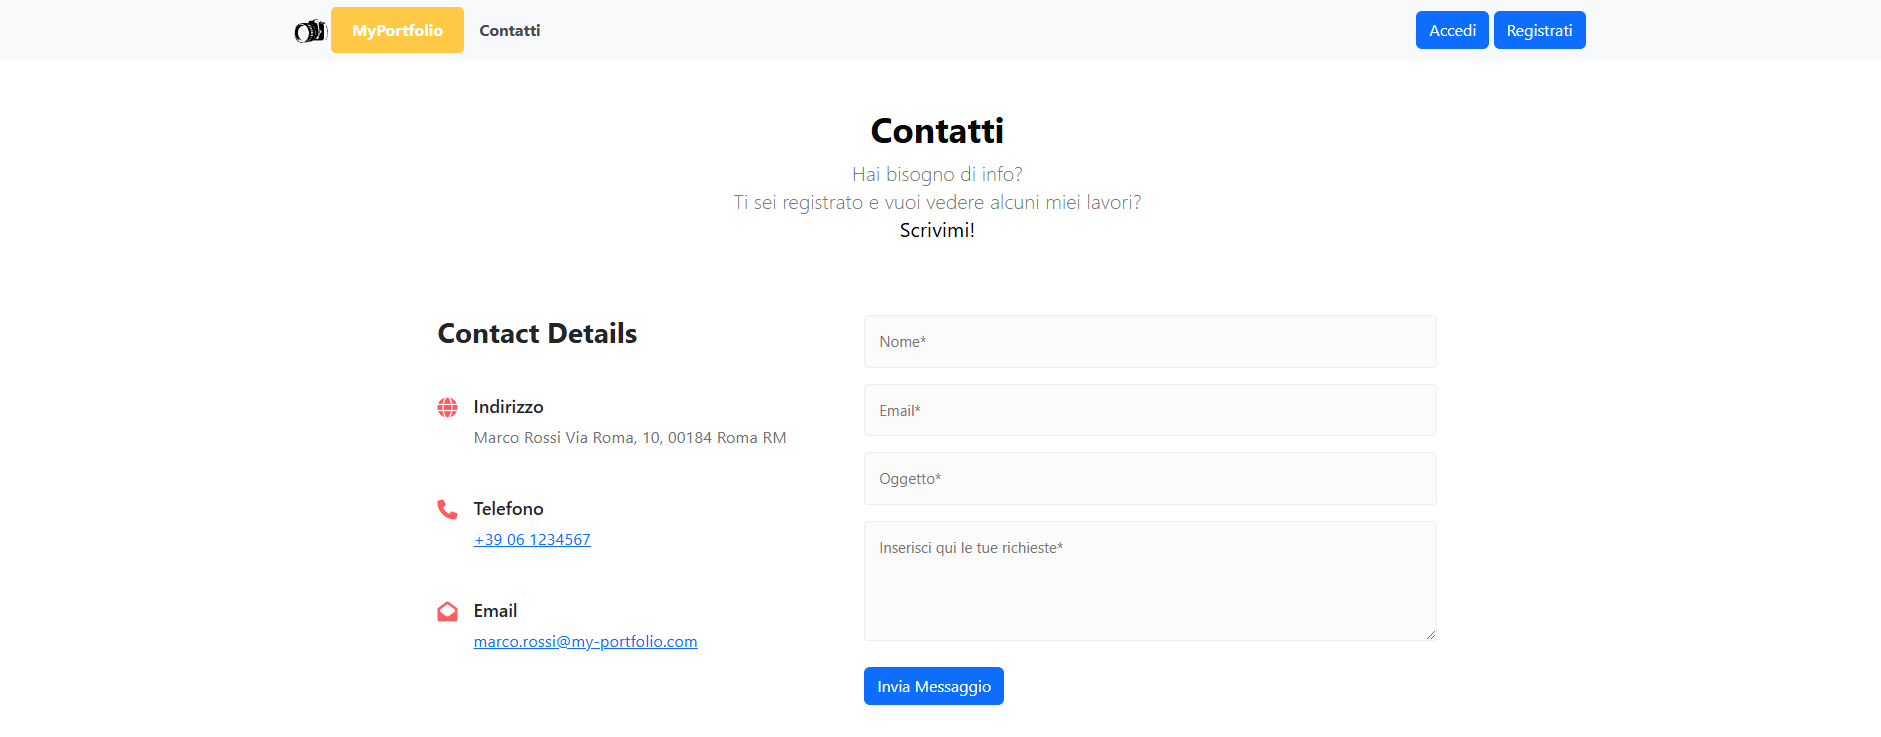 MyPortfolio Contatti Accedi Registrati
Contatti
Hai bisogno di info?
Ti sei registrato e vuoi vedere alcuni miei lavori?
Scrivimi!
Contact Details
Indirizzo
Marco Rossi Via Roma, 10, 00184 Roma RM
Telefono
+39 06 1234567
Email
marco.rossi@my-portfolio.com
Nome*
Email*
Oggetto*
Inserisci qui le tue richieste*
Invia Messaggio